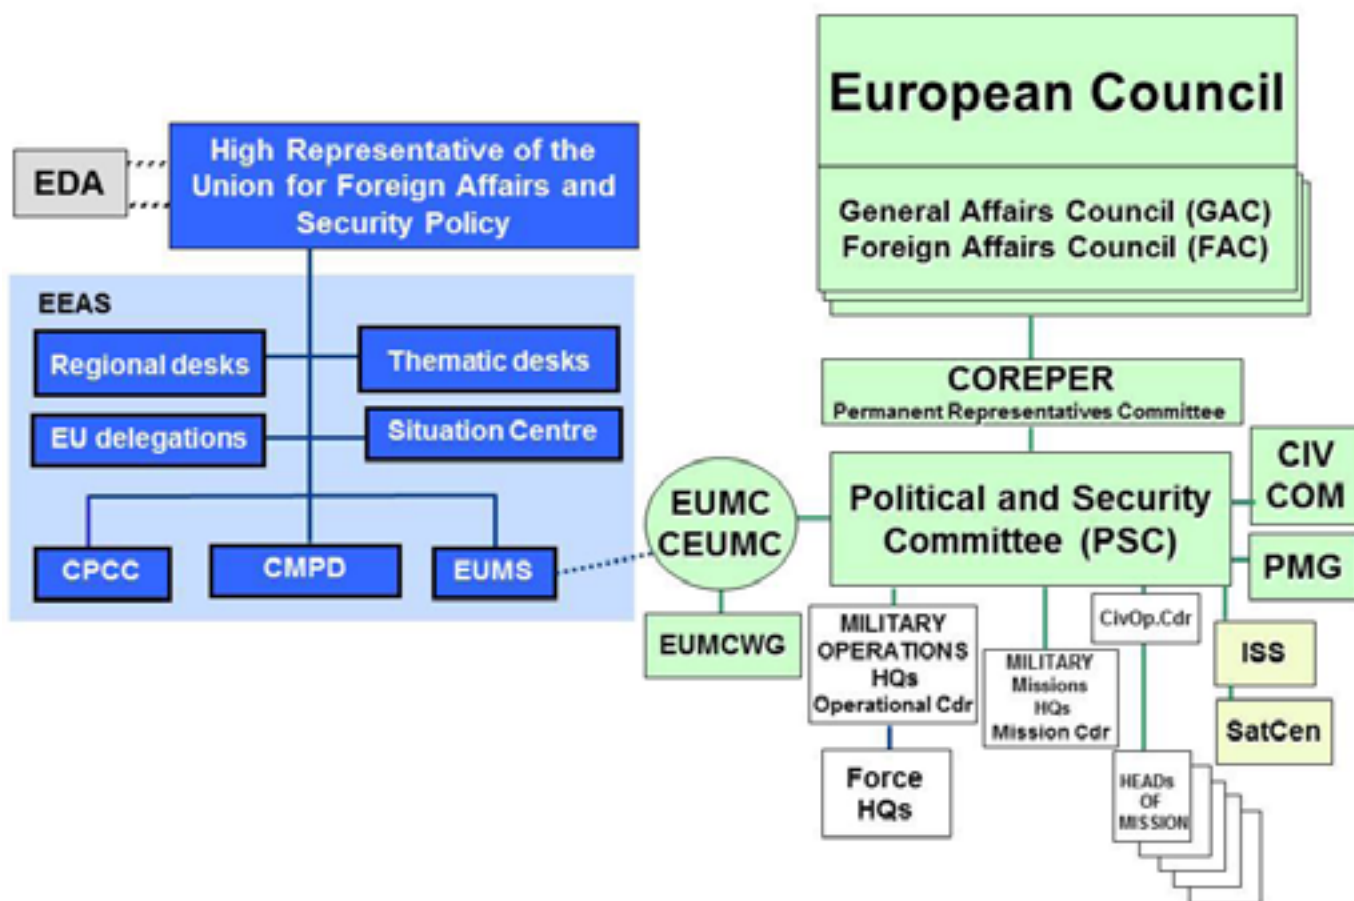 European Council
General Affairs Council (GAC)
Foreign Affairs Council (FAC)
EDA
High Representative of the
Union for Foreign Affairs and
Security Policy
EEAS
Regional desks
Thematic desks
EU delegations
Situation Centre
CPCC
CMPD
EUMS
COREPER
Permanent Representatives Committee
EUMC
CEUMC
Political and Security
Committee (PSC)
CIV
COM
PMG
EUMCWG
MILITARY
OPERATIONS
HQs
Operational Cdr
Force
HQs
MILITARY
Missions
HQs
Mission Cdr
CivOp.Cdr
HEADs
OF
MISSION
ISS
SatCen